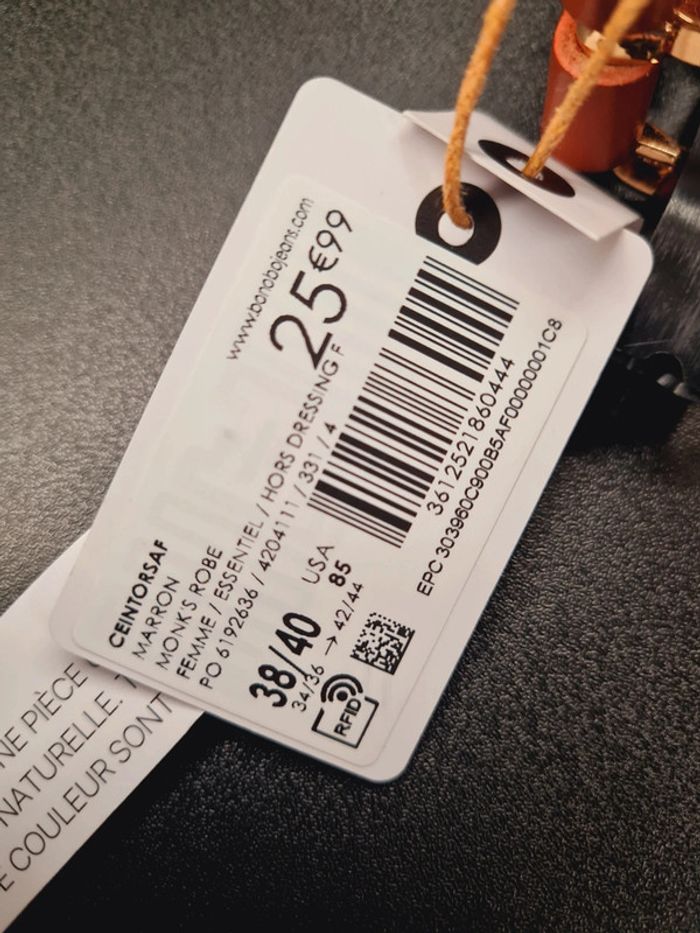 www.bonobojeans.com
25€99
CEINTORSAF
MARRON
MONK'S ROBE
FEMME / ESSENTIEL / HORS DRESSING F
PO 6192636 / 4204111 / 331 / 4
38/40 USA 85
34/36 → 42/44
RFID
3612521860444
EPC 303960C900B5AF00000001C8
NE PIÈCE
NATURELLE.
E COULEUR SONT